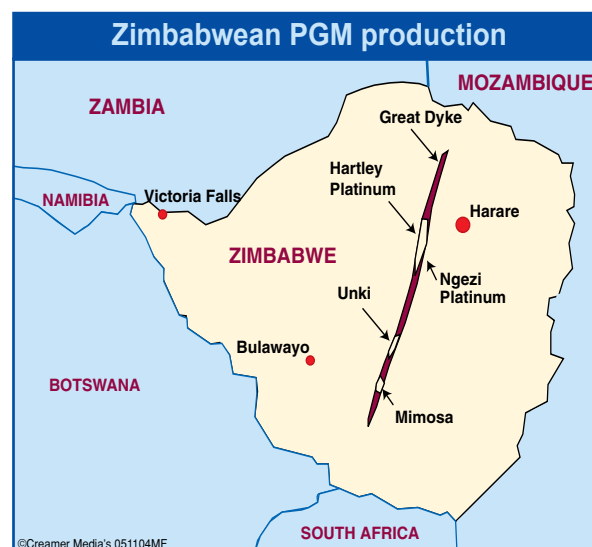 Zimbabwean PGM production
MOZAMBIQUE
ZAMBIA
Great Dyke
Hartley
Platinum
Victoria Falls
NAMIBIA
Harare
ZIMBABWE
Ngezi
Platinum
Unki
Bulawayo
BOTSWANA
Mimosa
SOUTH AFRICA
©Creamer Media's 051104MF